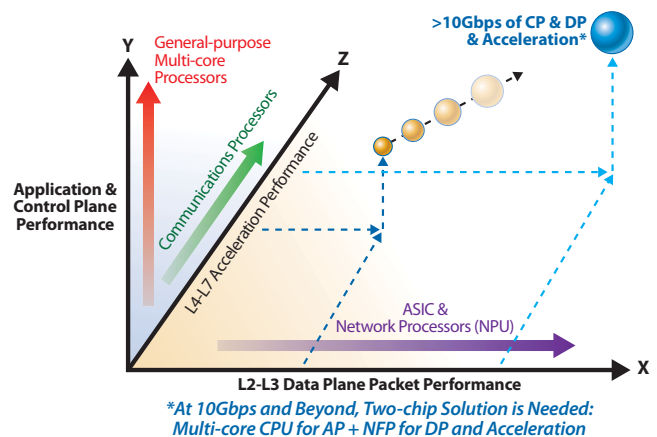 >10Gbps of CP & DP
& Acceleration*
Y
General-purpose
Multi-core
Processors
Z
Communications Processors
L4-L7 Acceleration Performance
Application &
Control Plane
Performance
ASIC &
Network Processors (NPU)
X
L2-L3 Data Plane Packet Performance
*At 10Gbps and Beyond, Two-chip Solution is Needed:
Multi-core CPU for AP + NFP for DP and Acceleration